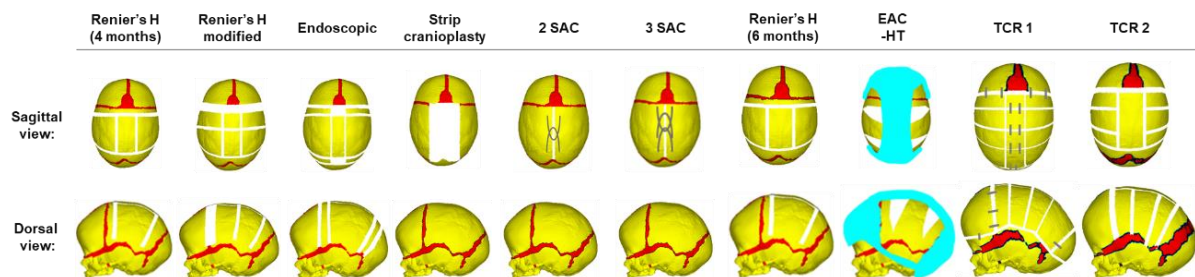 Renier's H
(4 months)
Renier's H
modified
Endoscopic
Strip
cranioplasty
2 SAC
3 SAC
Renier's H
(6 months)
EAC
-HT
TCR 1
TCR 2
Sagittal
view:
Dorsal
view: